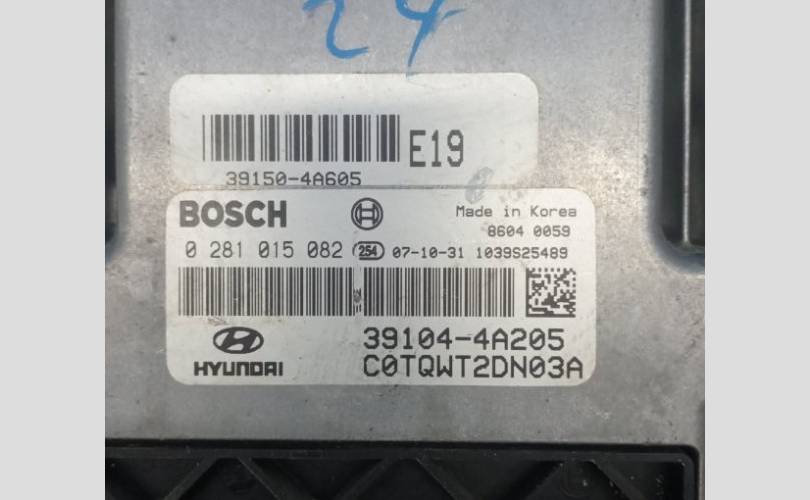 24
E19
39150-4A605
BOSCH
Made in Korea
8604 0059
0 281 015 082 254 07-10-31 1039S25489
39104-4A205
HYUNDAI
C0TQWT2DN03A